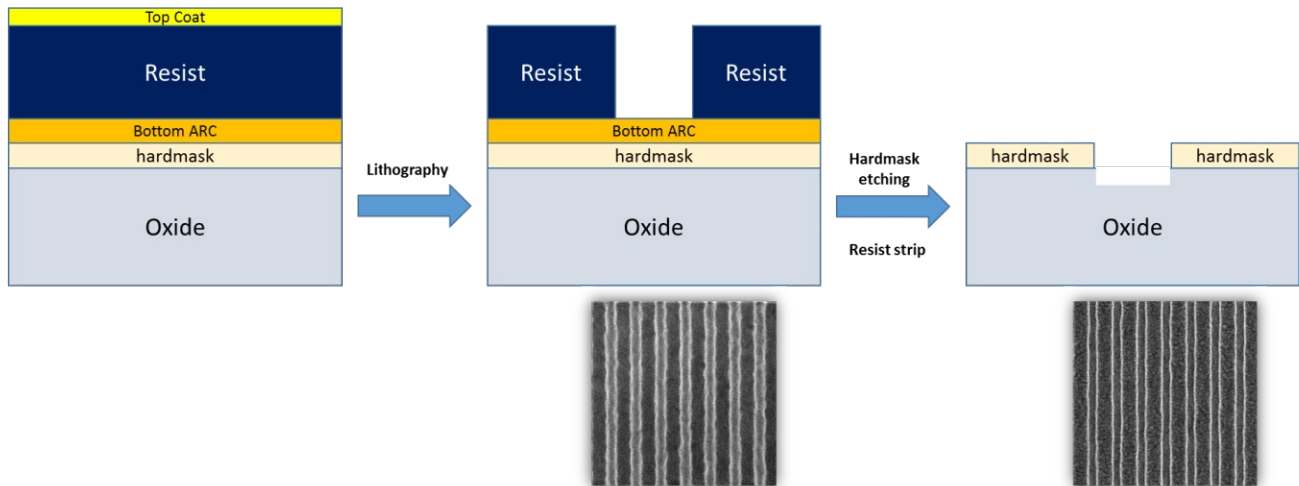 Top Coat
Resist
Bottom ARC
hardmask
Oxide
Lithography
Resist
Resist
Bottom ARC
hardmask
Oxide
Hardmask
etching
Resist strip
hardmask
hardmask
Oxide